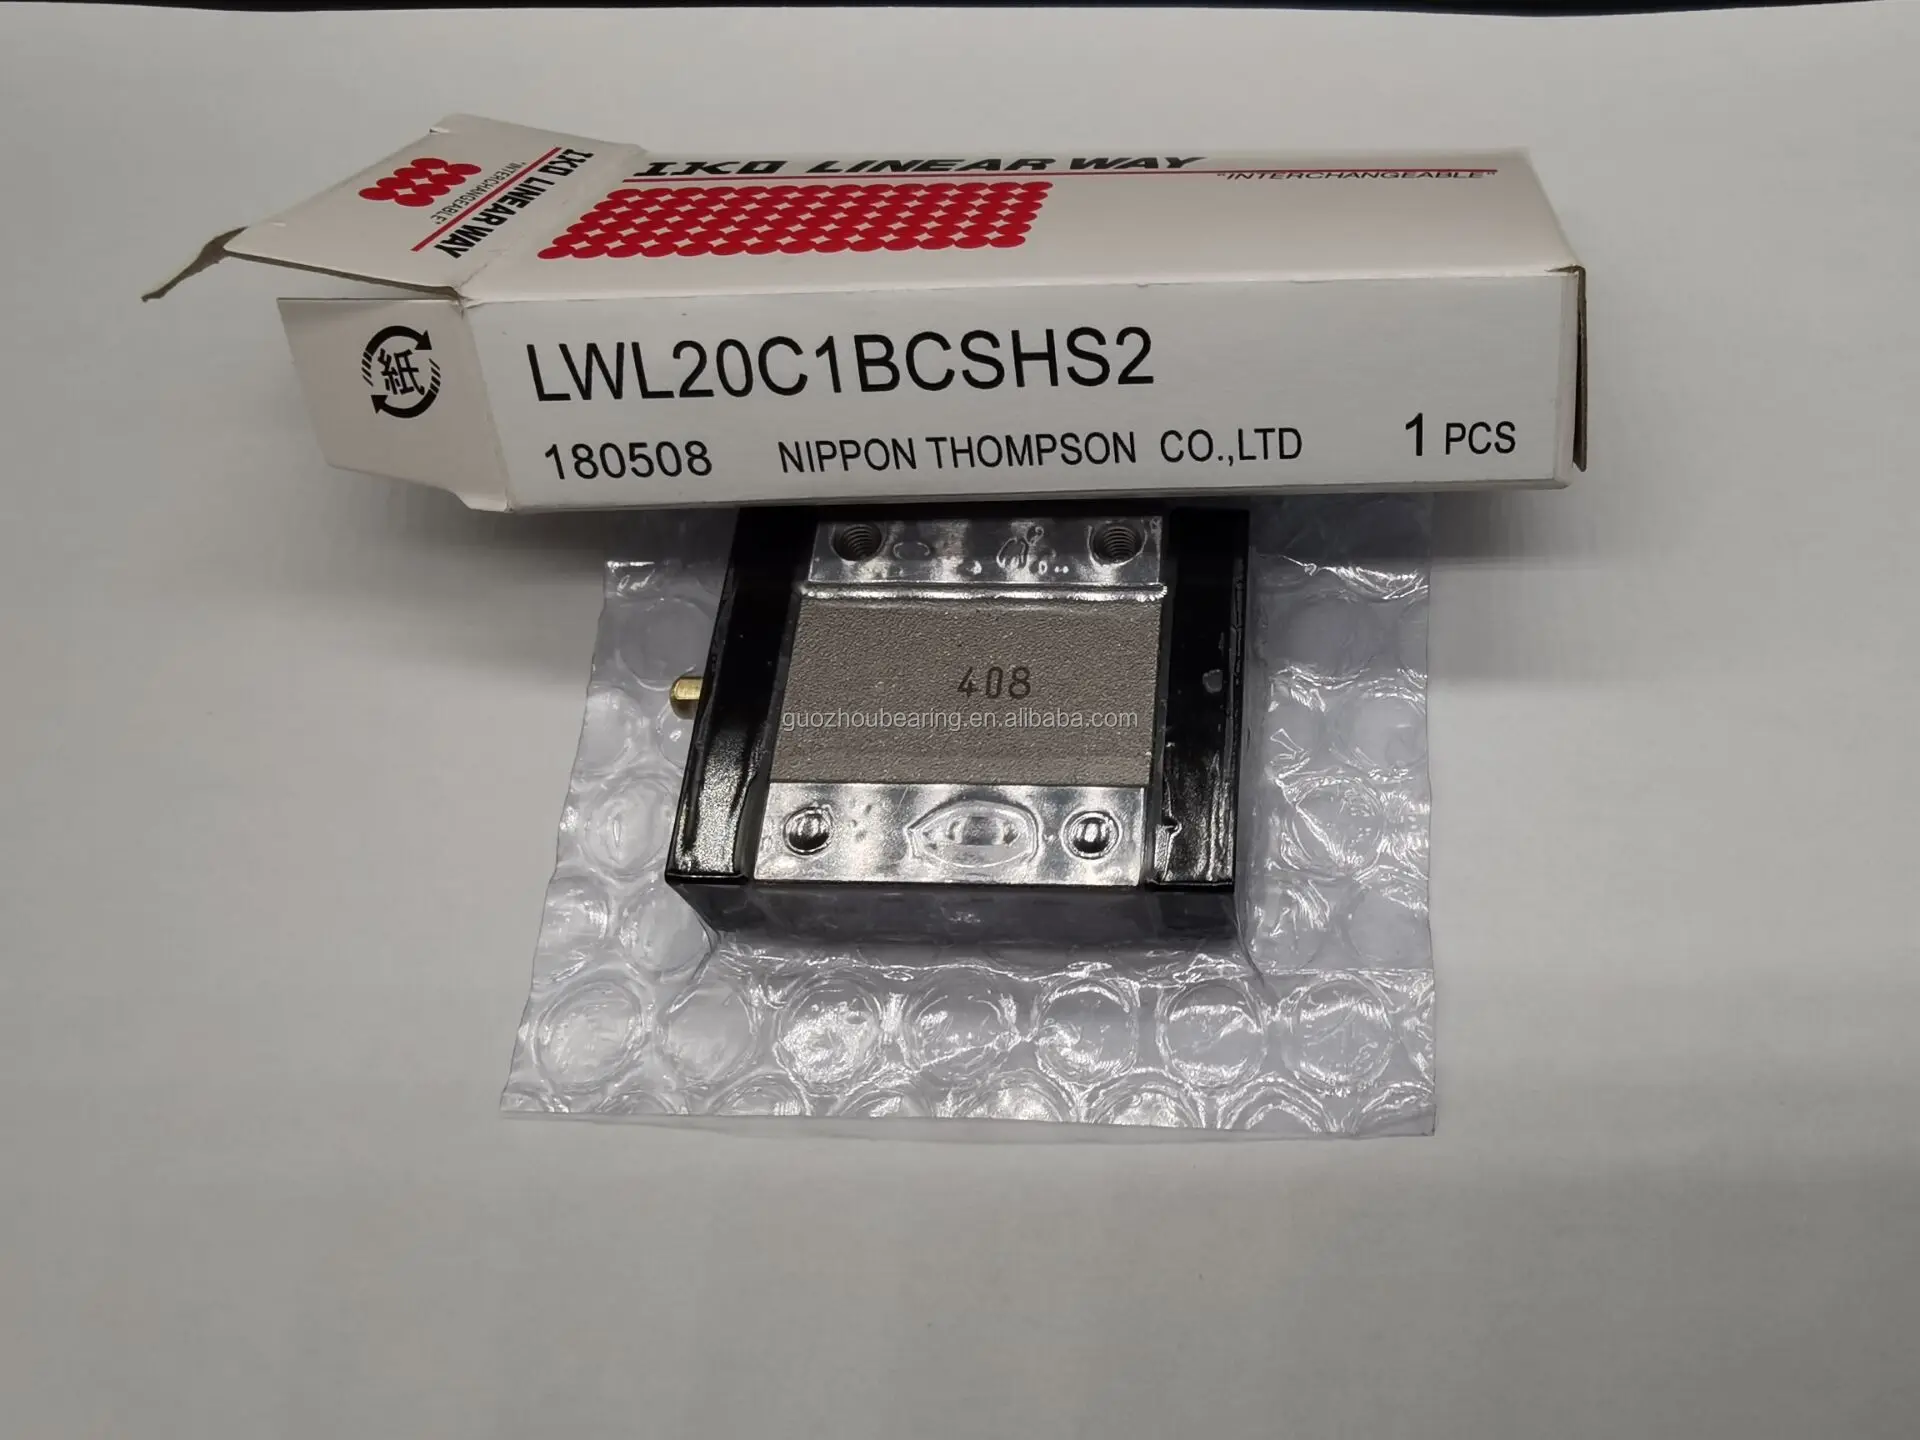 IKO LINEAR WAY
"INTERCHANGEABLE"
IKO LINEAR WAY
"INTERCHANGEABLE"
紙
LWL20C1BCSHS2
180508 NIPPON THOMPSON CO.,LTD 1 PCS
408
guozhoubearing.en.alibaba.com